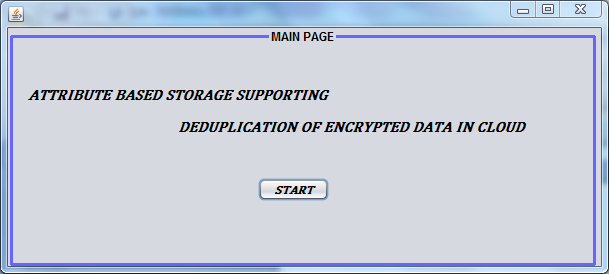 MAIN PAGE
ATTRIBUTE BASED STORAGE SUPPORTING
DEDUPLICATION OF ENCRYPTED DATA IN CLOUD
START